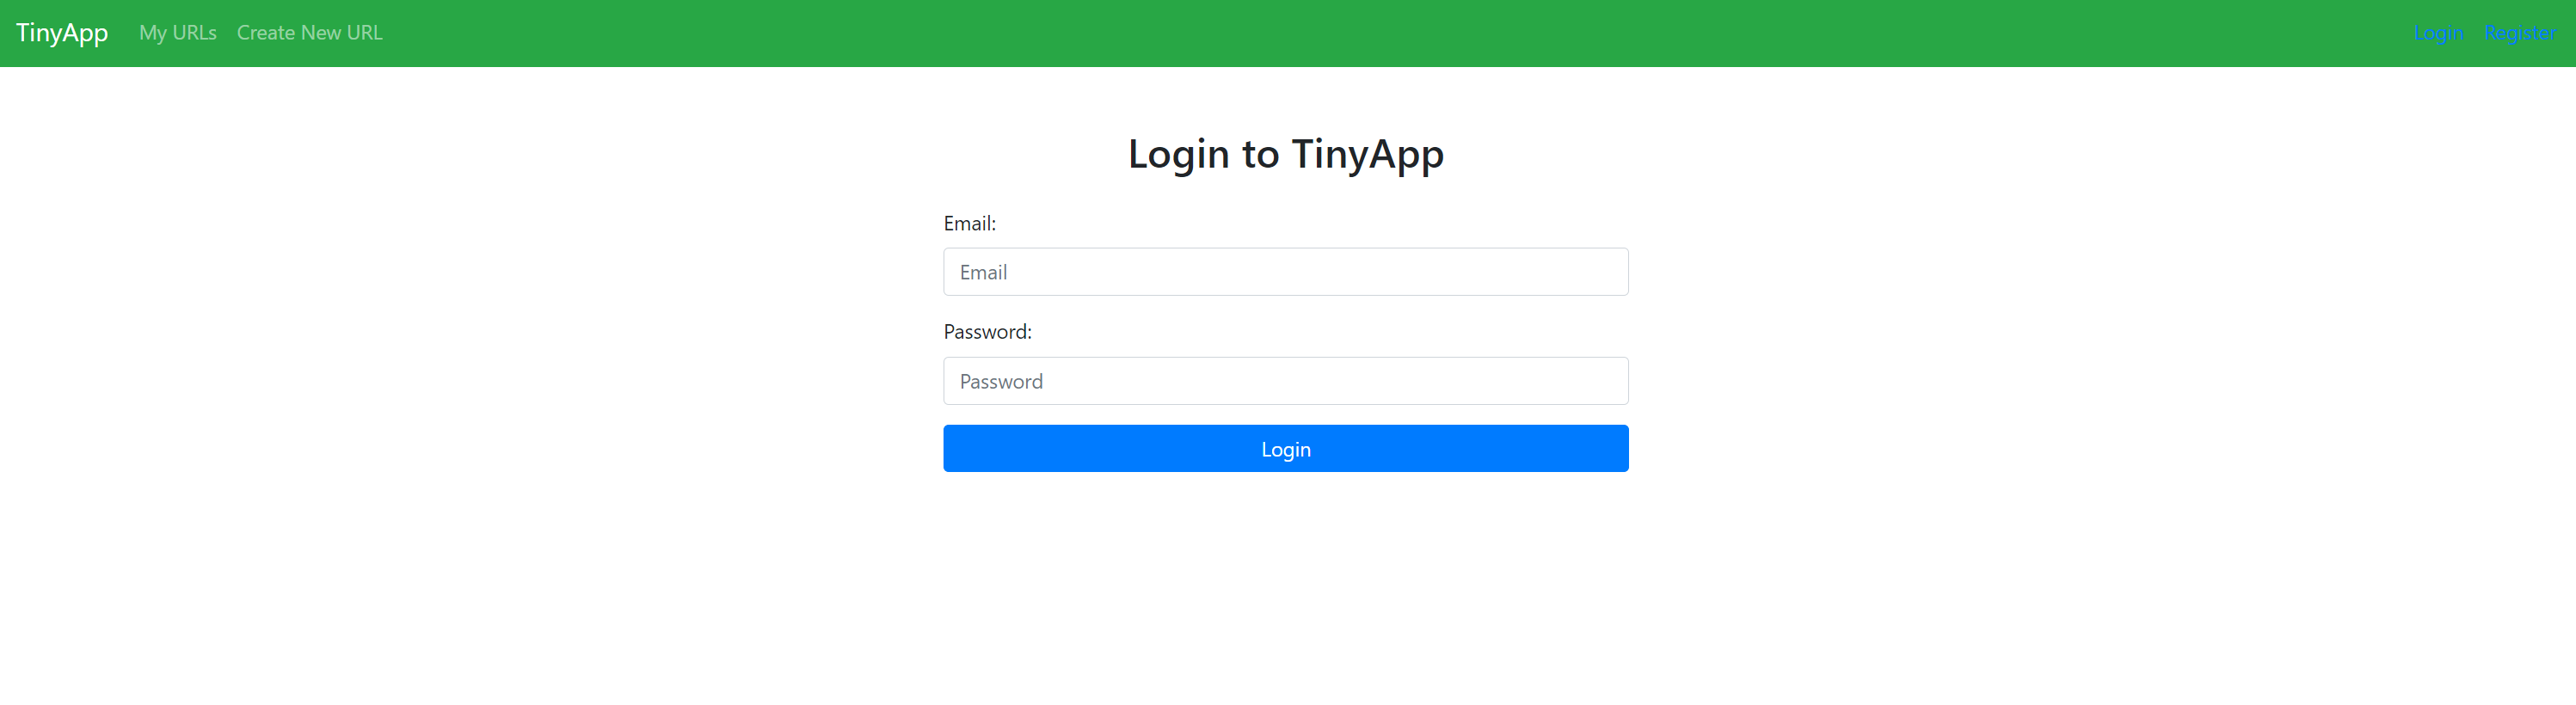 TinyApp My URLs Create New URL Login Register
Login to TinyApp
Email:
Email
Password:
Password
Login